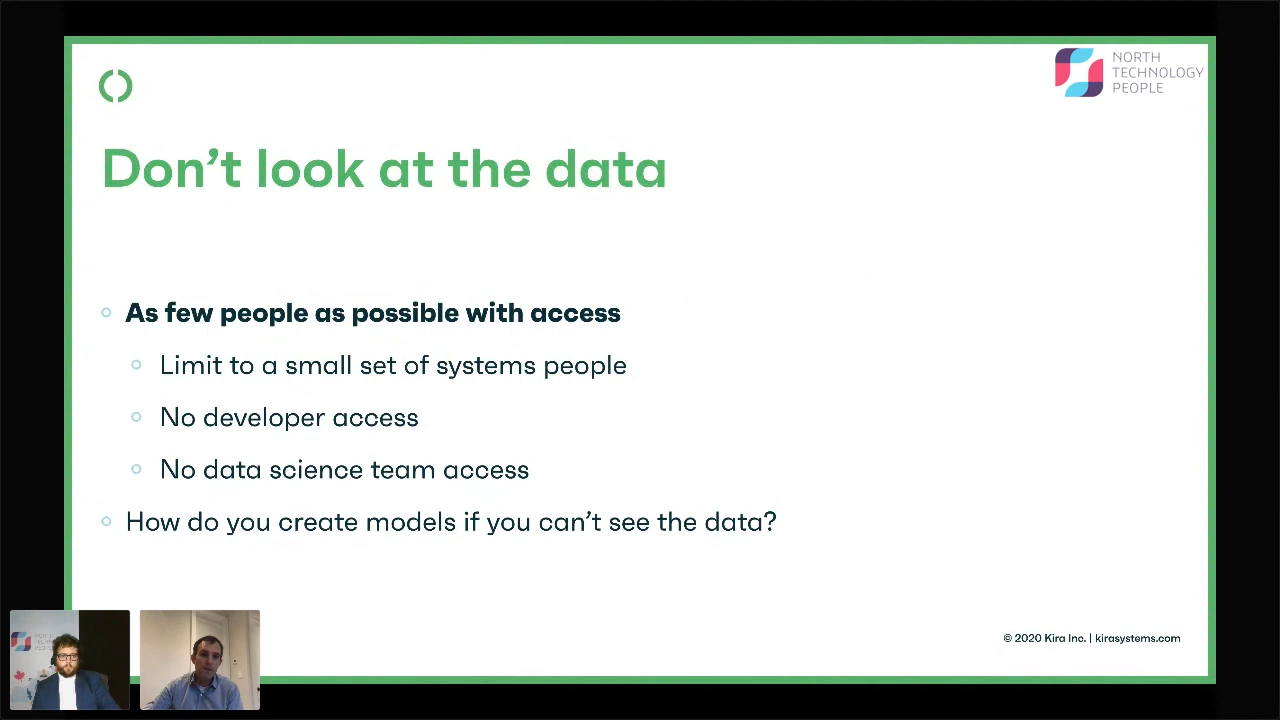 NORTH
TECHNOLOGY
PEOPLE
Don't look at the data
As few people as possible with access
Limit to a small set of systems people
No developer access
No data science team access
How do you create models if you can't see the data?
© 2020 Kira Inc. | kirasystems.com